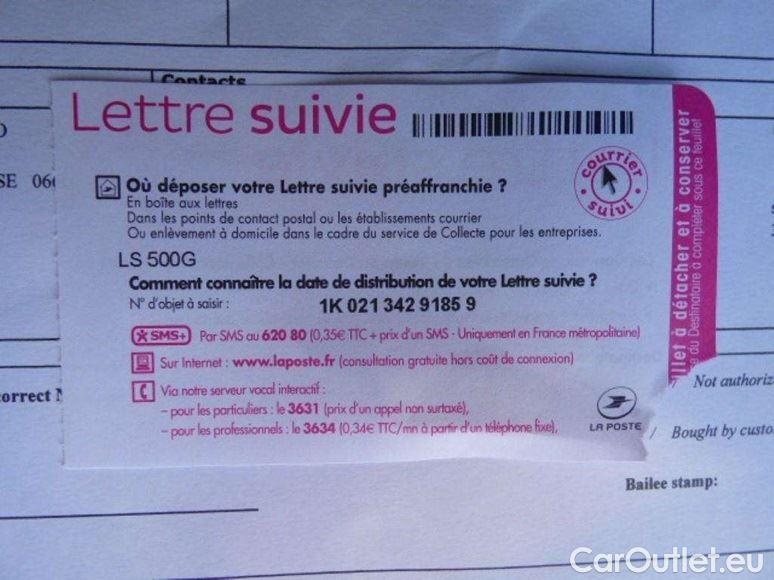 Contacts
Lettre suivie
SE
courrier
suivi
Où déposer votre Lettre suivie préaffranchie ?
En boîte aux lettres
Dans les points de contact postal ou les établissements courrier
Ou enlèvement à domicile dans le cadre du service de Collecte pour les entreprises.
LS 500G
Comment connaître la date de distribution de votre Lettre suivie ?
N° d'objet à saisir : 1K 021 342 9185 9
SMS+ Par SMS au 620 80 (0,35€ TTC + prix d'un SMS - Uniquement en France métropolitaine)
Sur Internet : www.laposte.fr (consultation gratuite hors coût de connexion)
Via notre serveur vocal interactif :
– pour les particuliers : le 3631 (prix d'un appel non surtaxé),
– pour les professionnels : le 3634 (0,34€ TTC/mn à partir d'un téléphone fixe),
LA POSTE
à détacher et à conserver
du Destinataire à compléter sous ce feuillet
/ Not authoriz
/ Bought by custo
Bailee stamp:
CarOutlet.eu